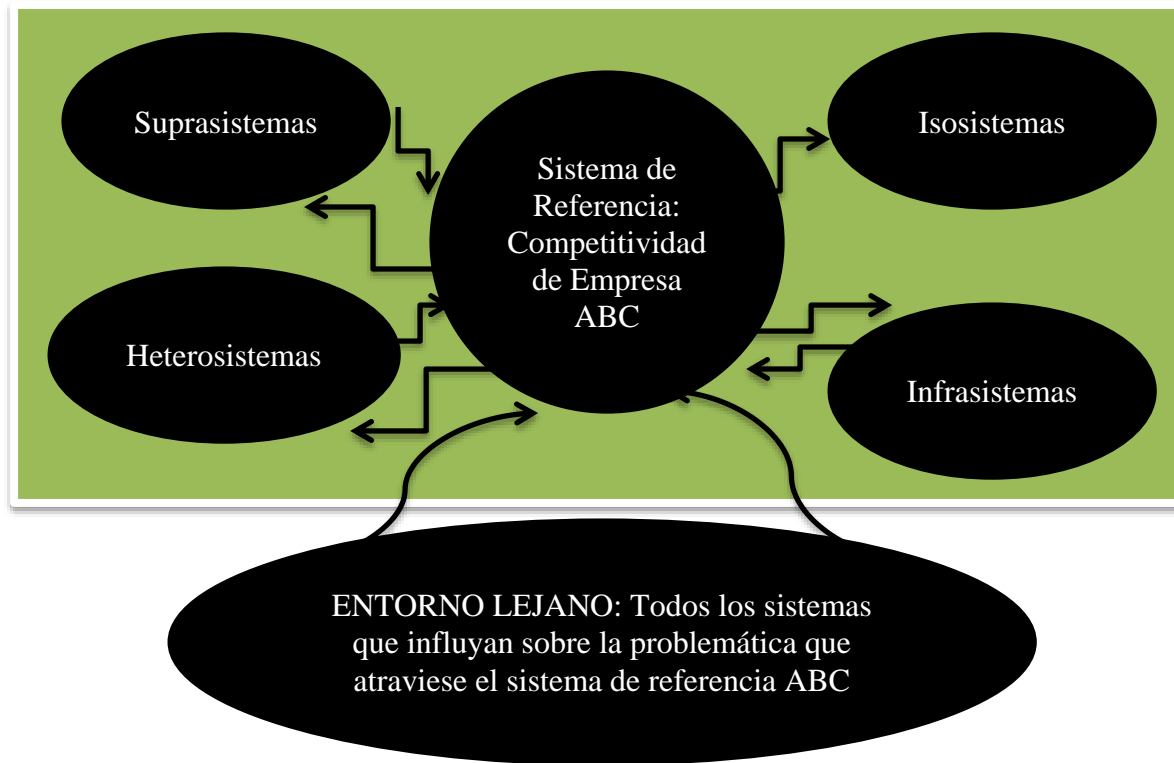 Suprasistemas
Isosistemas
Sistema de
Referencia:
Competitividad
de Empresa
ABC
Heterosistemas
Infrasistemas
ENTORNO LEJANO: Todos los sistemas
que influyan sobre la problemática que
atraviese el sistema de referencia ABC